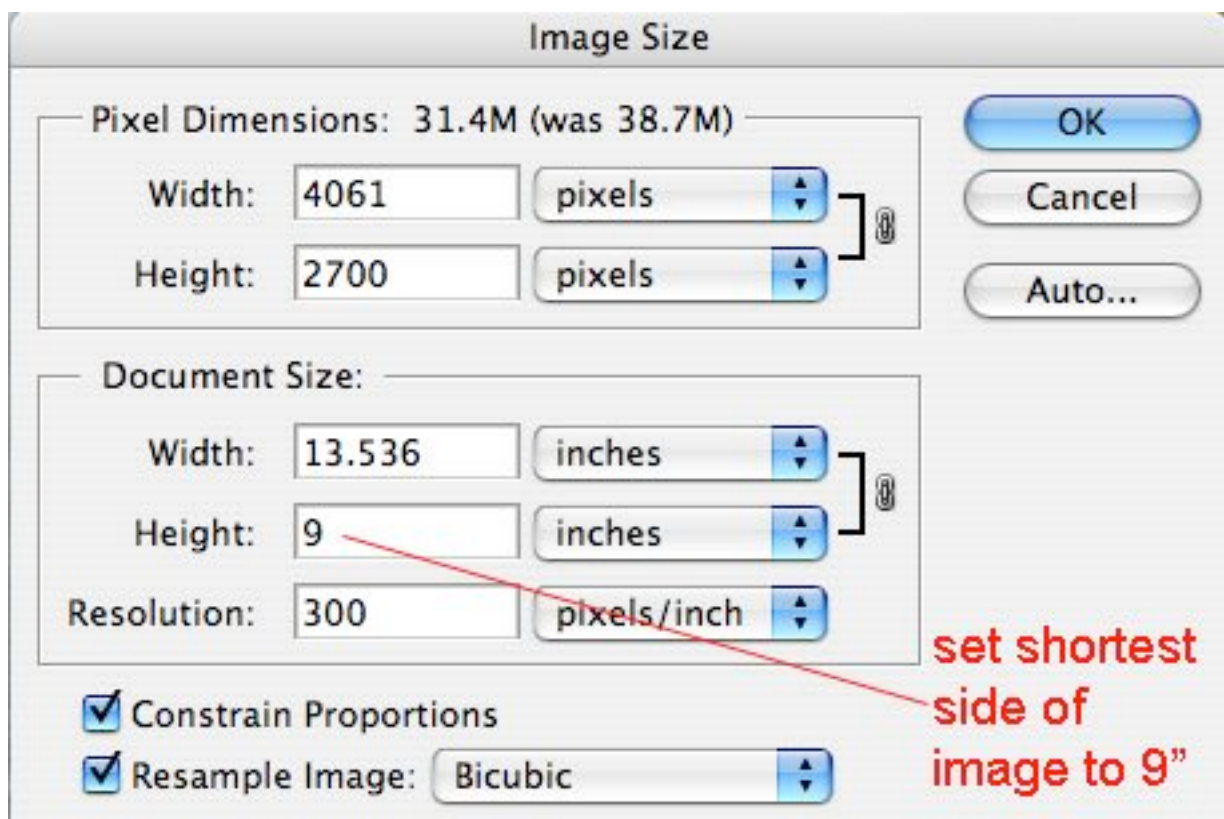 Image Size
Pixel Dimensions: 31.4M (was 38.7M)
Width: 4061 pixels
Height: 2700 pixels
OK
Cancel
Auto...
Document Size:
Width: 13.536 inches
Height: 9 inches
Resolution: 300 pixels/inch
Constrain Proportions
Resample Image: Bicubic
set shortest
side of
image to 9”